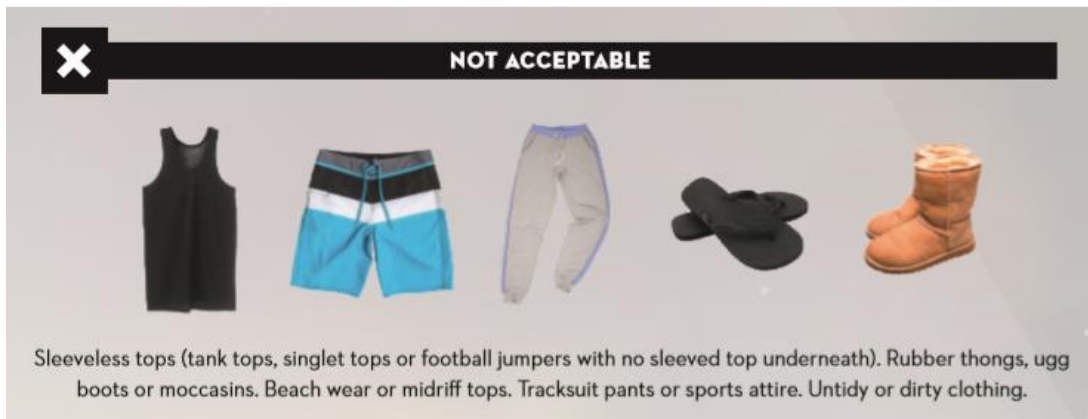 NOT ACCEPTABLE
Sleeveless tops (tank tops, singlet tops or football jumpers with no sleeved top underneath). Rubber thongs, ugg
boots or moccasins. Beach wear or midriff tops. Tracksuit pants or sports attire. Untidy or dirty clothing.